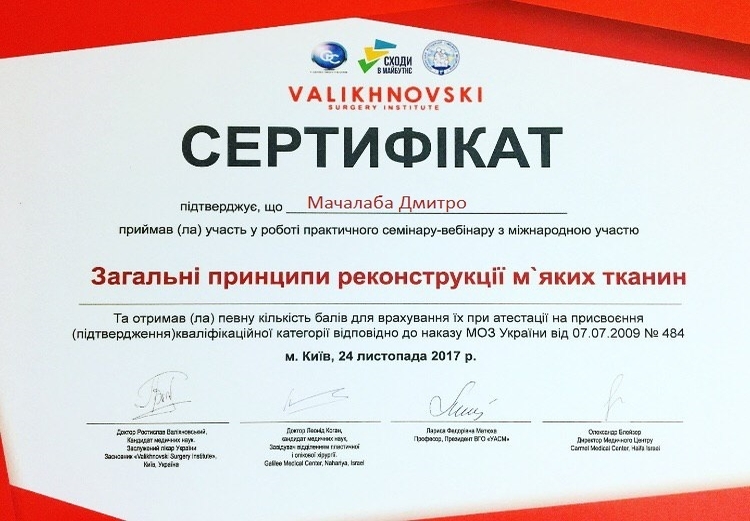 СХОДИ
В МАЙБУТНЄ
VALIKHNOVSKI
SURGERY INSTITUTE
СЕРТИФІКАТ
підтверджує, що Мачалаба Дмитро
приймав (ла) участь у роботі практичного семінару-вебінару з міжнародною участю
Загальні принципи реконструкції м`яких тканин
Та отримав (ла) певну кількість балів для врахування їх при атестації на присвоєння
(підтвердження)кваліфікаційної категорії відповідно до наказу МОЗ України від 07.07.2009 № 484
м. Київ, 24 листопада 2017 р.
Доктор Ростислав Валіхновський,
Кандидат медичних наук,
Заслужений лікар України
Засновник «Valikhnovski Surgery Institute»,
Київ, Україна
Доктор Леонід Коган,
кандидат медичних наук,
Завідувач відділенням пластичної
і опікової хірургії.
Galilee Medical Center, Nahariya, Israel
Лариса Федорівна Матюха
Професор, Президент ВГО «УАСМ»
Олександр Блейзер
Директор Медичного Центру
Carmel Medical Center, Haifa Israel